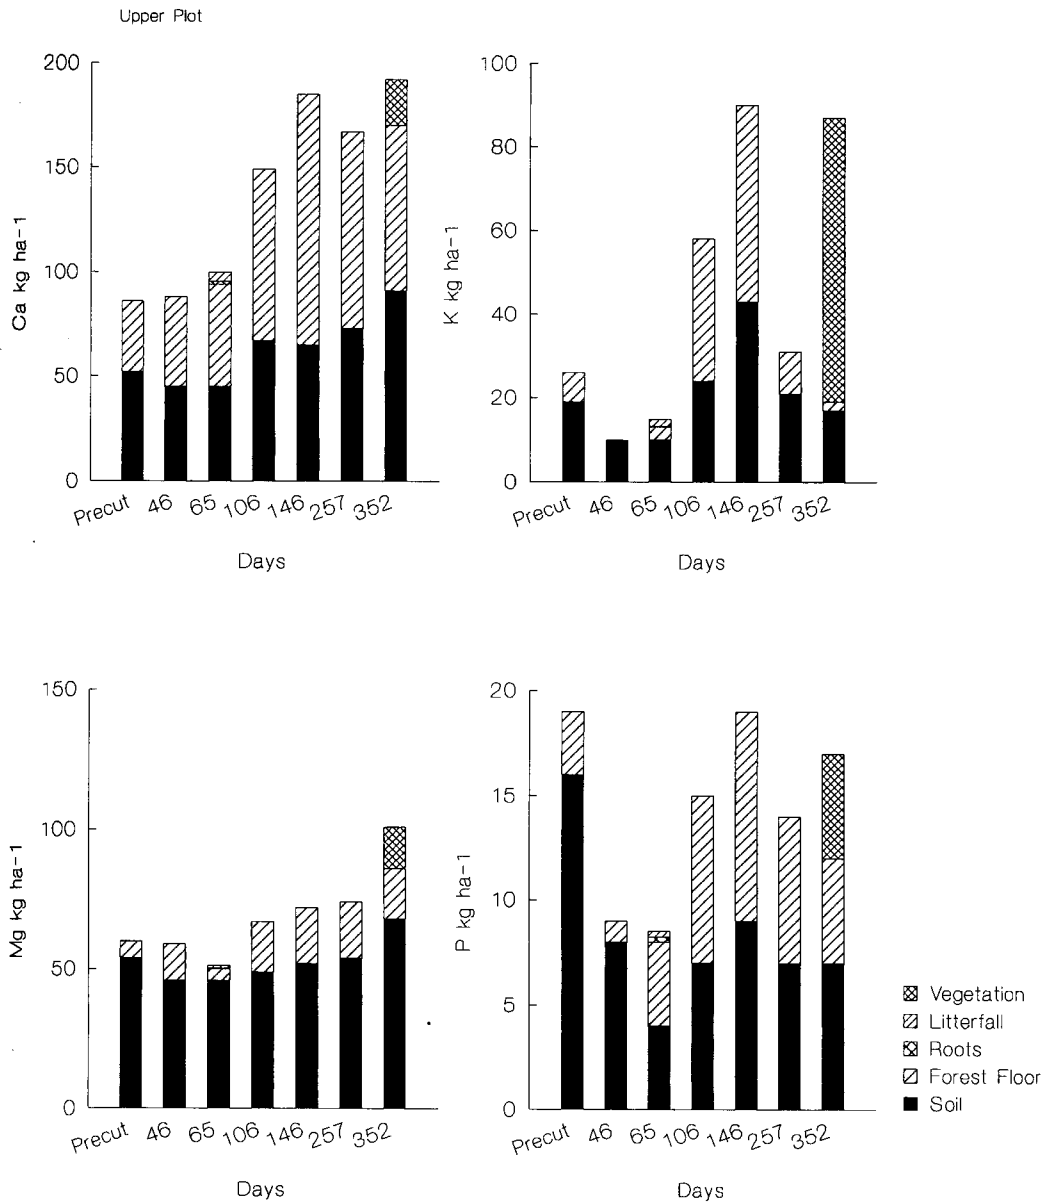 Upper Plot
200
150
100
50
0
Ca kg ha-1
Precut 46 65 106 146 257 352
Days
100
80
60
40
20
0
K kg ha-1
Precut 46 65 106 146 257 352
Days
150
100
50
0
Mg kg ha-1
Precut 46 65 106 146 257 352
Days
20
15
10
5
0
P kg ha-1
Precut 46 65 106 146 257 352
Days
Vegetation
Litterfall
Roots
Forest Floor
Soil